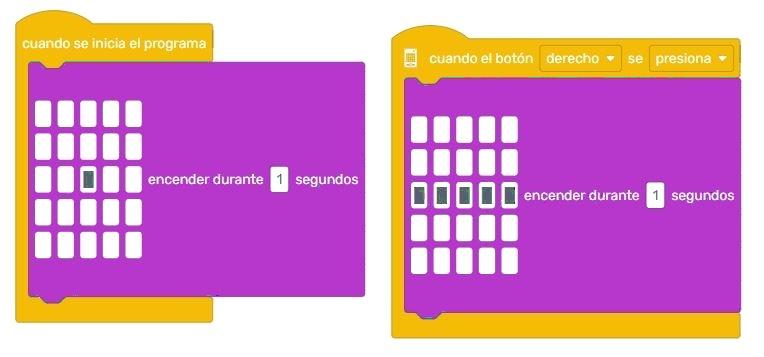 cuando se inicia el programa
encender durante 1 segundos
cuando el botón derecho se presiona
encender durante 1 segundos